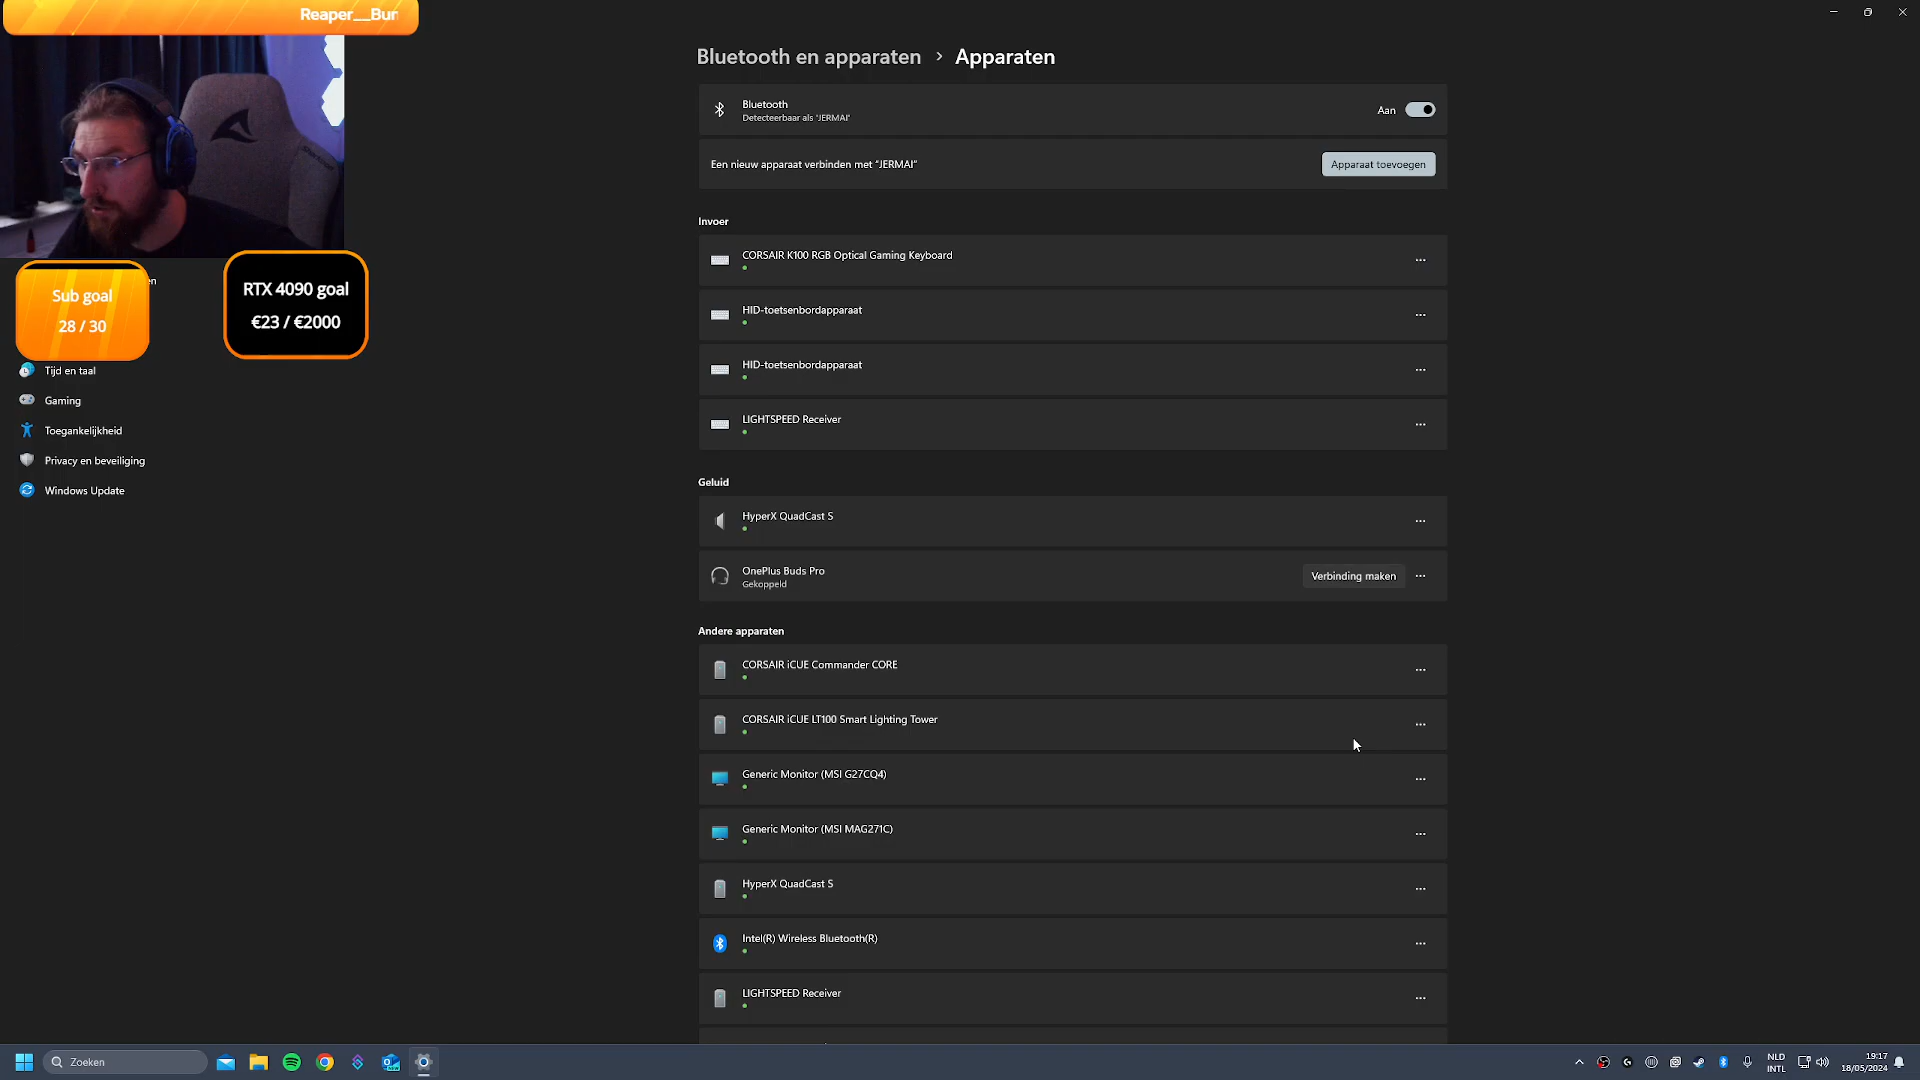 Reaper__Bur
Bluetooth en apparaten > Apparaten
Bluetooth
Detecteerbaar als "JERMAI"
Aan
Een nieuw apparaat verbinden met "JERMAI"
Apparaat toevoegen
Invoer
CORSAIR K100 RGB Optical Gaming Keyboard
HID-toetsenbordapparaat
HID-toetsenbordapparaat
LIGHTSPEED Receiver
Geluid
HyperX QuadCast S
OnePlus Buds Pro
Gekoppeld
Verbinding maken
Andere apparaten
CORSAIR iCUE Commander CORE
CORSAIR iCUE LT100 Smart Lighting Tower
Generic Monitor (MSI G27CQ4)
Generic Monitor (MSI MAG271C)
HyperX QuadCast S
Intel(R) Wireless Bluetooth(R)
LIGHTSPEED Receiver
en
Sub goal
28 / 30
RTX 4090 goal
€23 / €2000
Tijd en taal
Gaming
Toegankelijkheid
Privacy en beveiliging
Windows Update
Zoeken
NLD
INTL
19:17
18/05/2024